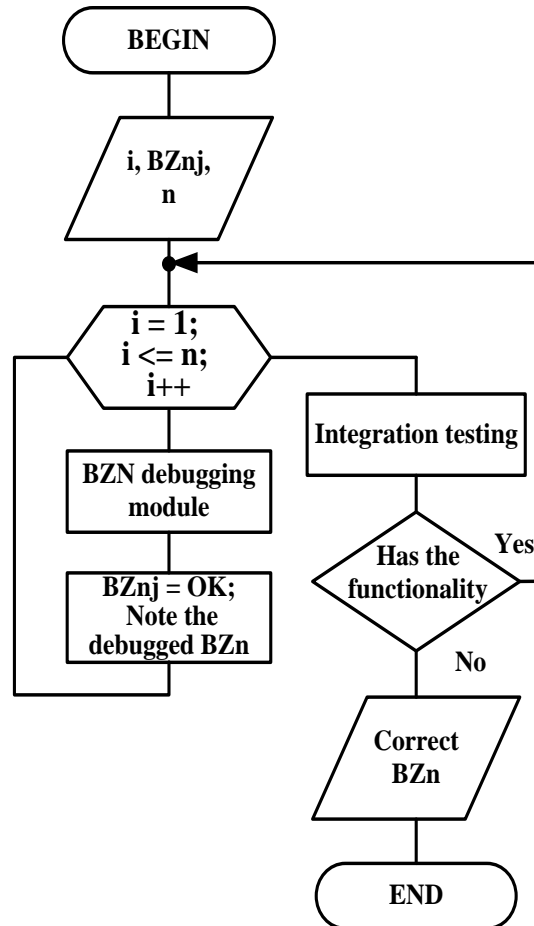 BEGIN
i, BZnj,
n
i = 1;
i <= n;
i++
BZN debugging
module
BZnj = OK;
Note the
debugged BZn
Integration testing
Has the
functionality
Yes
No
Correct
BZn
END